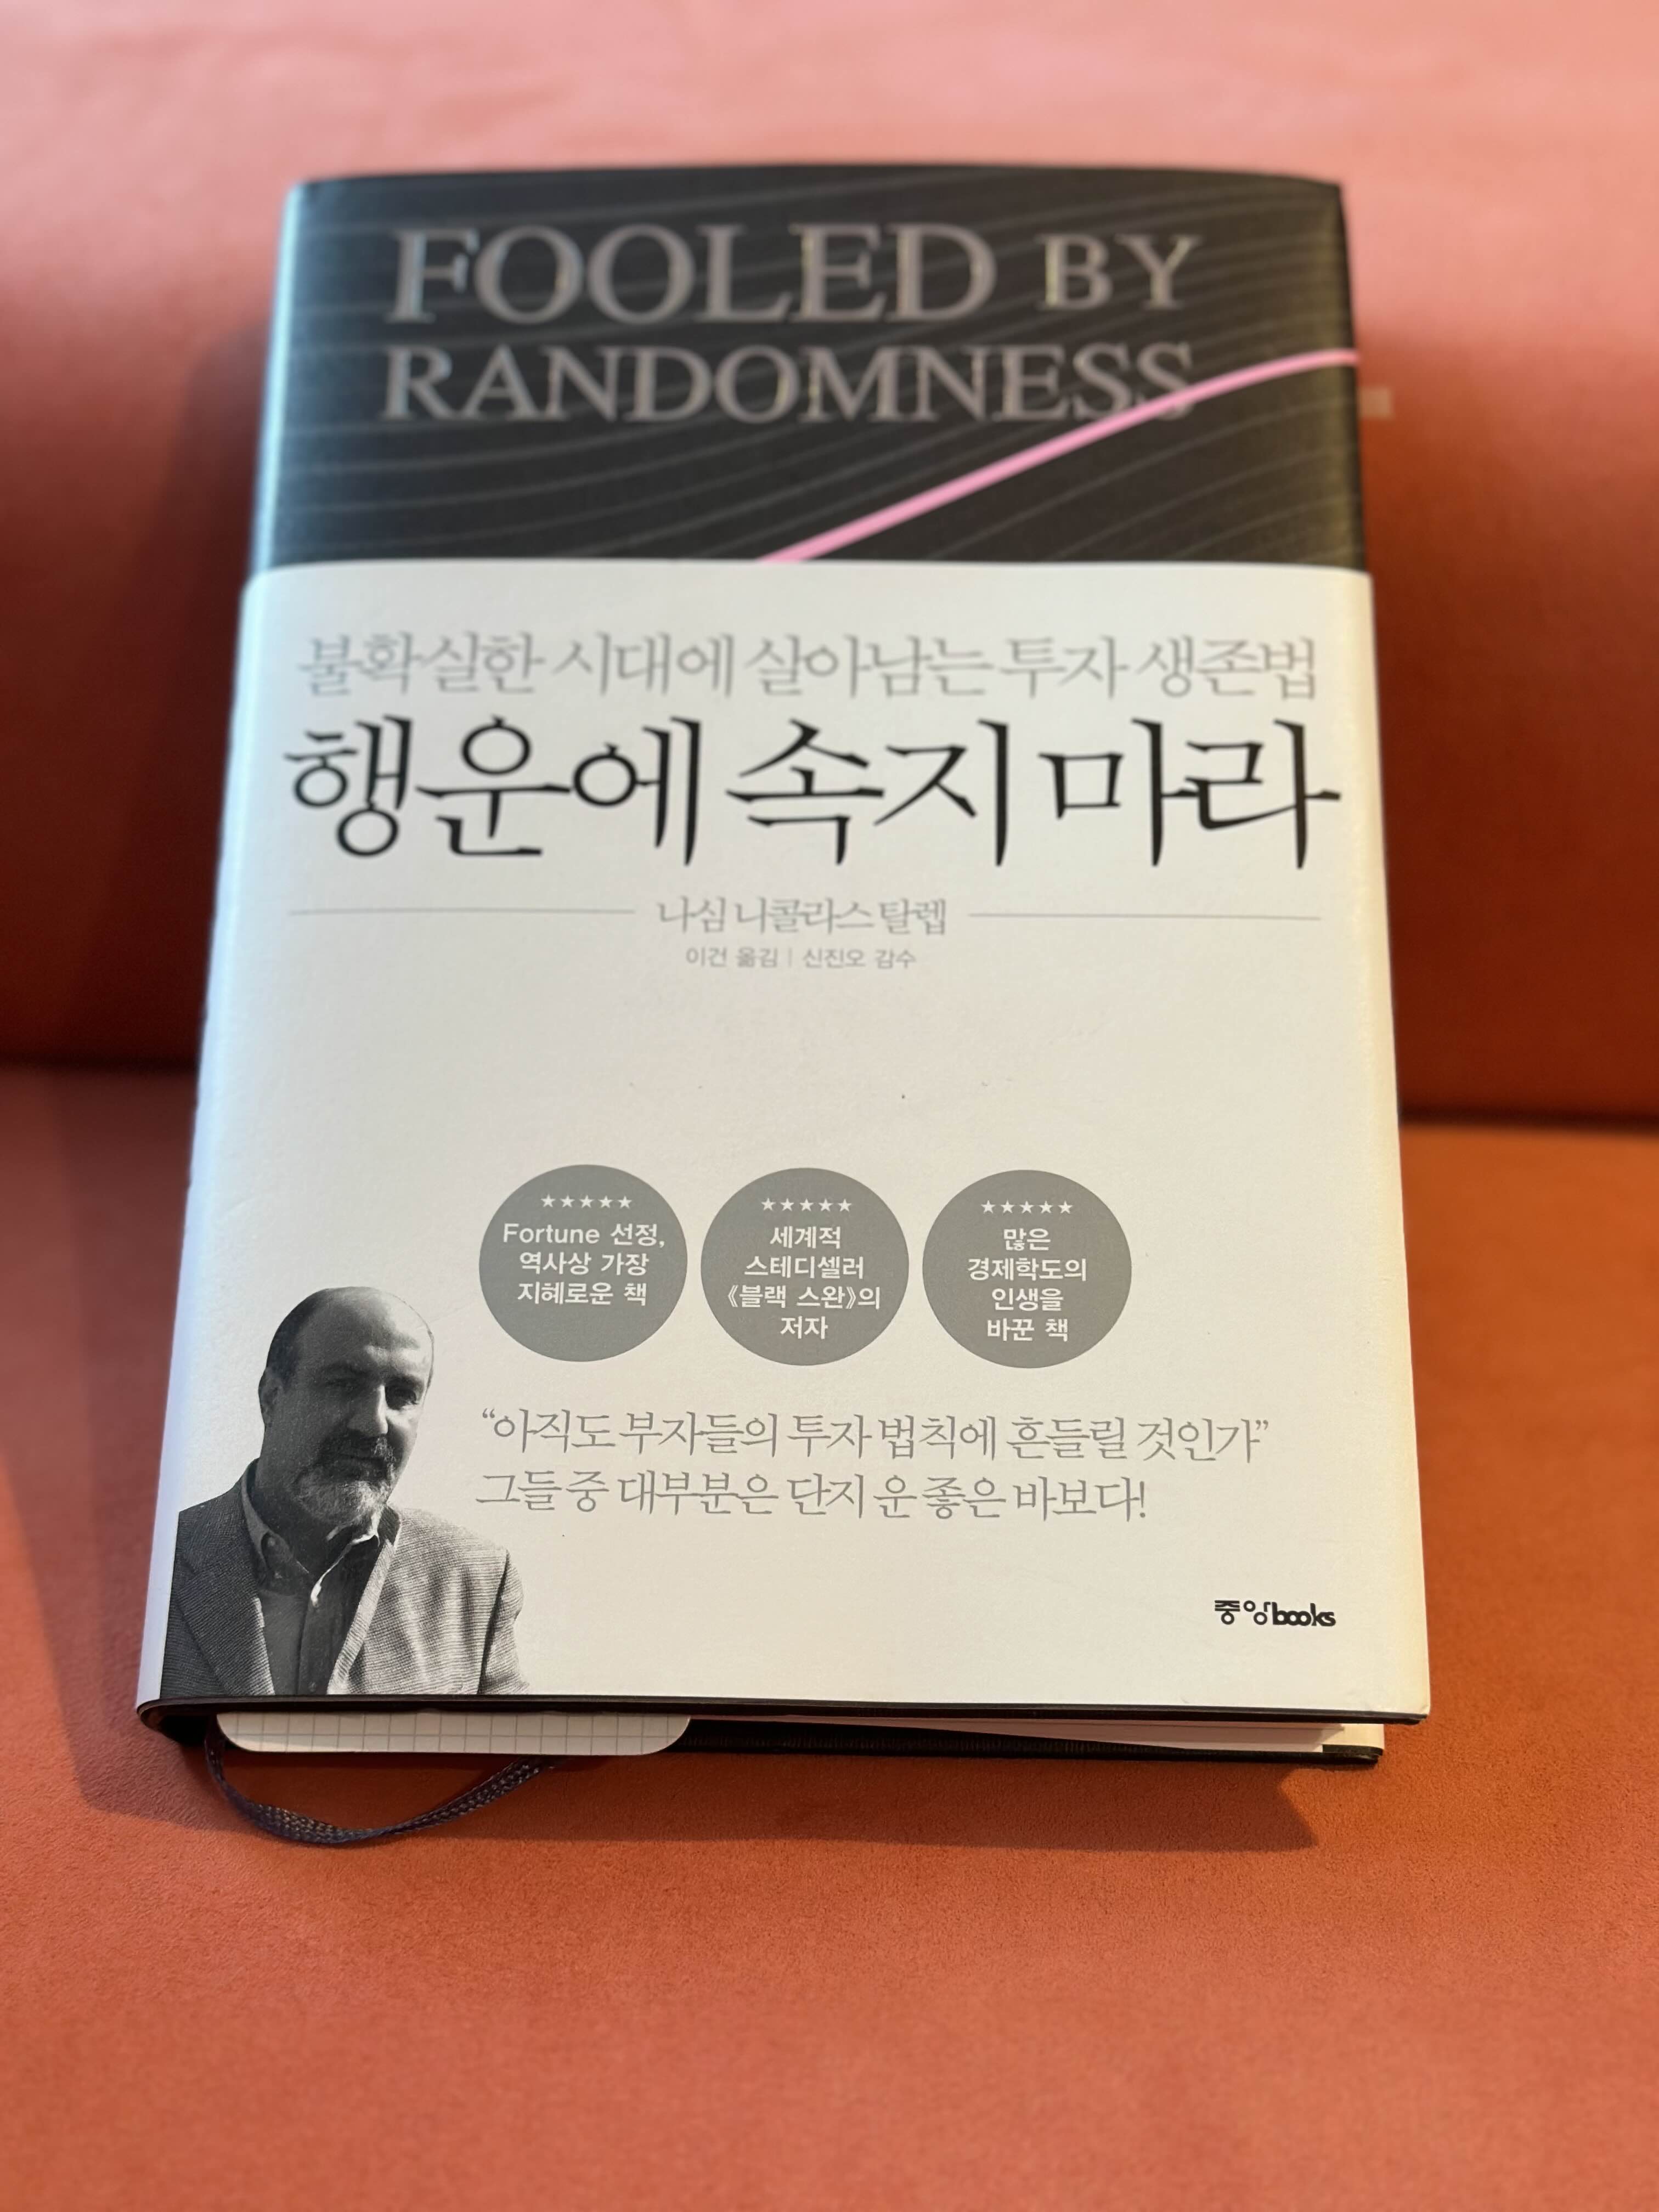 FOOLED BY
RANDOMNESS
불확실한 시대에 살아남는 투자 생존법
행운에 속지 마라
나심 니콜라스 탈렙
이건 옮김 | 신진오 감수
★★★★★
Fortune 선정,
역사상 가장
지혜로운 책
★★★★★
세계적
스테디셀러
《블랙 스완》의
저자
★★★★★
많은
경제학도의
인생을
바꾼 책
“아직도 부자들의 투자 법칙에 흔들릴 것인가”
그들 중 대부분은 단지 운 좋은 바보다!
중앙books